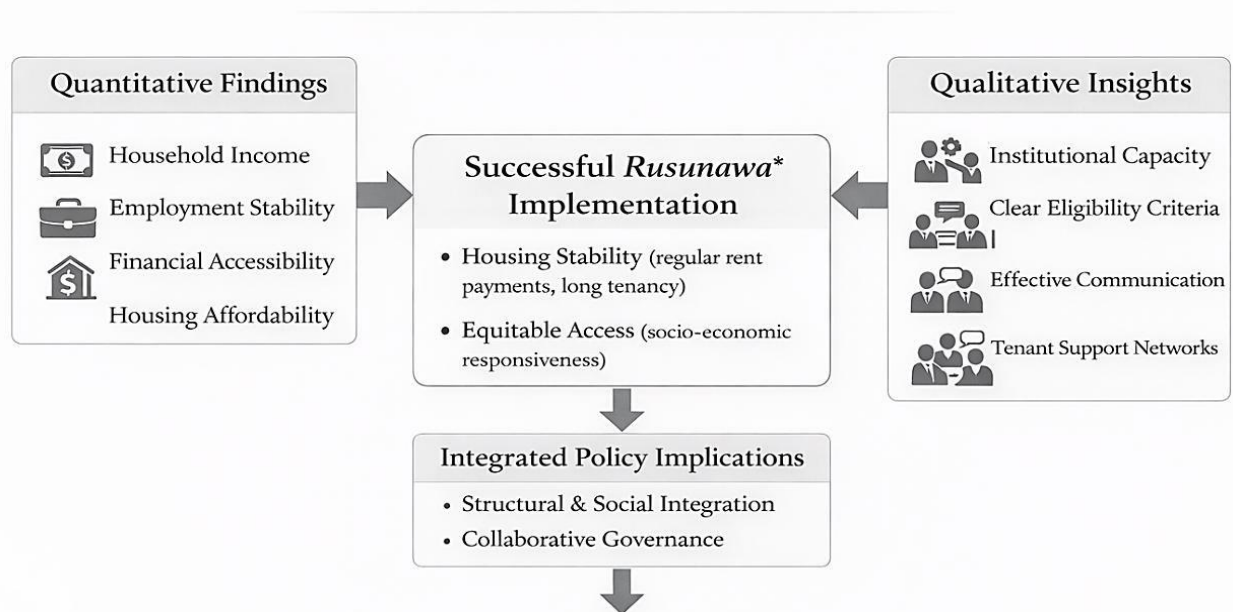 Quantitative Findings
Household Income
Employment Stability
Financial Accessibility
Housing Affordability
Successful Rusunawa*
Implementation
• Housing Stability (regular rent
payments, long tenancy)
• Equitable Access (socio-economic
responsiveness)
Qualitative Insights
Institutional Capacity
Clear Eligibility Criteria
Effective Communication
Tenant Support Networks
Integrated Policy Implications
• Structural & Social Integration
• Collaborative Governance